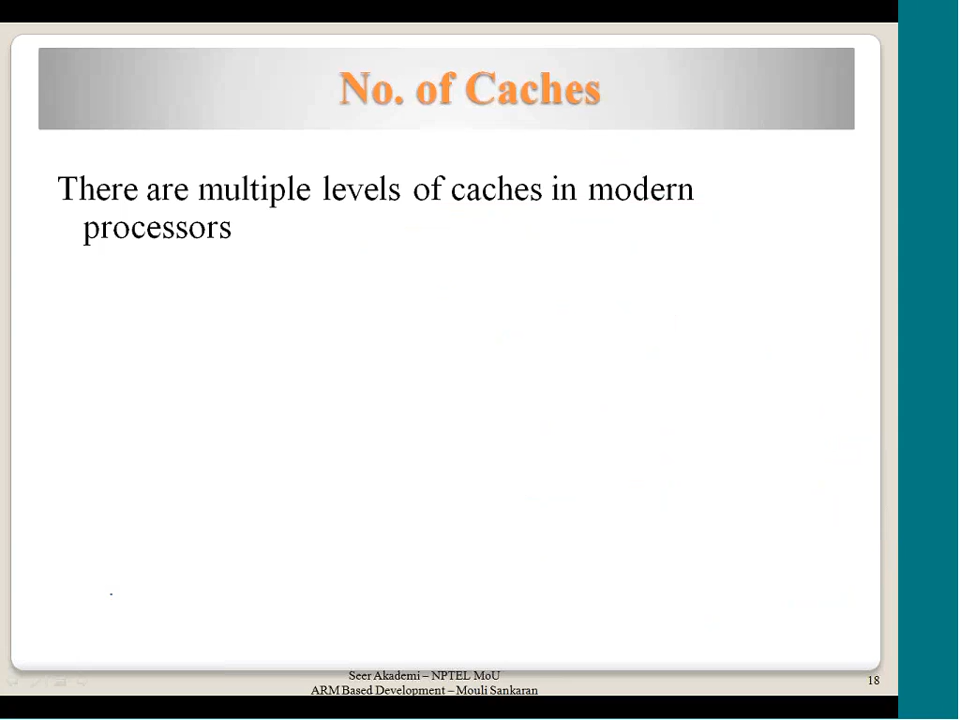 No. of Caches
There are multiple levels of caches in modern
processors
Seer Akademi – NPTEL MoU
ARM Based Development – Mouli Sankaran
18